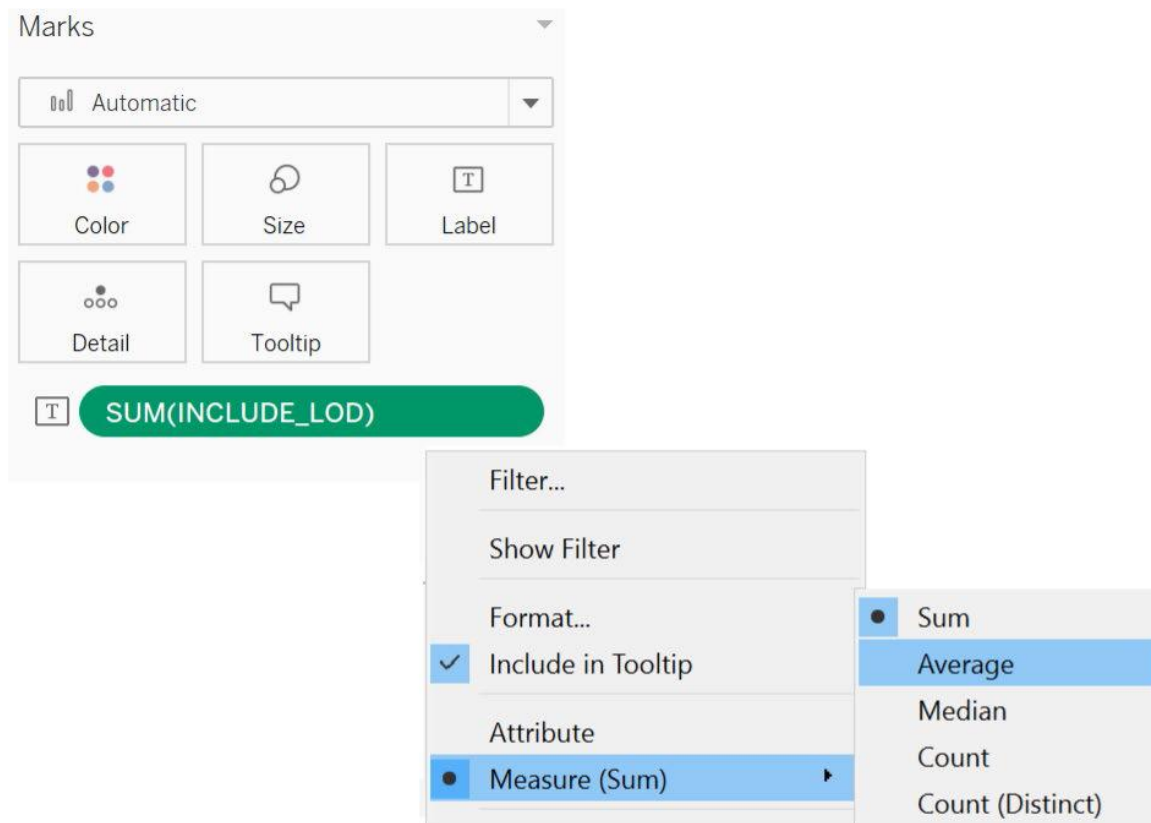 Marks
Automatic
Color
Size
Label
Detail
Tooltip
T SUM(INCLUDE_LOD)
Filter...
Show Filter
Format...
Include in Tooltip
Attribute
Measure (Sum)
Sum
Average
Median
Count
Count (Distinct)